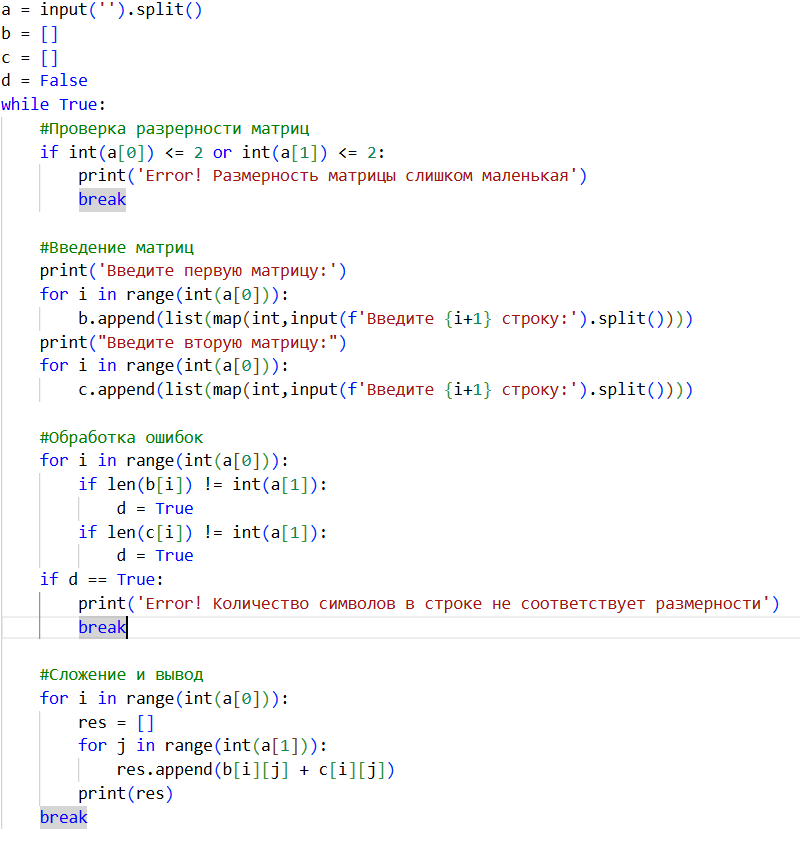 a = input('').split()
b = []
c = []
d = False
while True:
    #Проверка разрерности матриц
    if int(a[0]) <= 2 or int(a[1]) <= 2:
        print('Error! Размерность матрицы слишком маленькая')
        break

    #Введение матриц
    print('Введите первую матрицу:')
    for i in range(int(a[0])):
        b.append(list(map(int,input(f'Введите {i+1} строку:').split())))
    print("Введите вторую матрицу:")
    for i in range(int(a[0])):
        c.append(list(map(int,input(f'Введите {i+1} строку:').split())))

    #Обработка ошибок
    for i in range(int(a[0])):
        if len(b[i]) != int(a[1]):
            d = True
        if len(c[i]) != int(a[1]):
            d = True
    if d == True:
        print('Error! Количество символов в строке не соответствует размерности')
        break

    #Сложение и вывод
    for i in range(int(a[0])):
        res = []
        for j in range(int(a[1])):
            res.append(b[i][j] + c[i][j])
        print(res)
    break